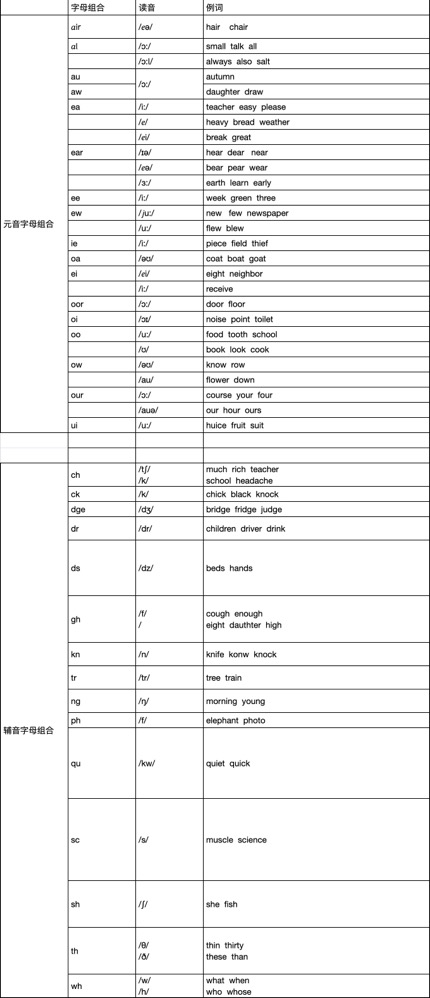 字母组合 读音 例词
元音字母组合
air /eə/ hair chair
al /ɔ:/ small talk all
/ɔ:l/ always also salt
au /ɔ:/ autumn
aw daughter draw
ea /i:/ teacher easy please
/e/ heavy bread weather
/ei/ break great
ear /ɪə/ hear dear near
/eə/ bear pear wear
/ɜ:/ earth learn early
ee /i:/ week green three
ew /ju:/ new few newspaper
/u:/ flew blew
ie /i:/ piece field thief
oa /əʊ/ coat boat goat
ei /ei/ eight neighbor
/i:/ receive
oor /ɔ:/ door floor
oi /ɔɪ/ noise point toilet
oo /u:/ food tooth school
/ʊ/ book look cook
ow /əʊ/ know row
/au/ flower down
our /ɔ:/ course your four
/auə/ our hour ours
ui /u:/ huice fruit suit
辅音字母组合
ch /tʃ/ much rich teacher
/k/ school headache
ck /k/ chick black knock
dge /dʒ/ bridge fridge judge
dr /dr/ children driver drink
ds /dz/ beds hands
gh /f/ cough enough
/ eight dauthter high
kn /n/ knife konw knock
tr /tr/ tree train
ng /ŋ/ morning young
ph /f/ elephant photo
qu /kw/ quiet quick
sc /s/ muscle science
sh /ʃ/ she fish
th /θ/ thin thirty
/ð/ these than
wh /w/ what when
/h/ who whose